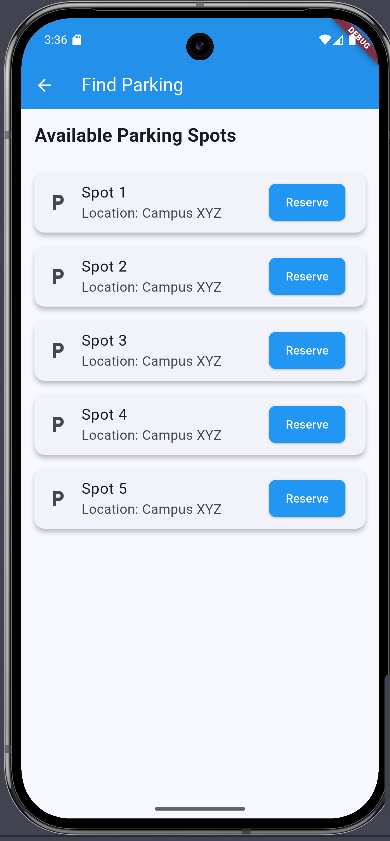 3:36
DEBUG
Find Parking
Available Parking Spots
P
Spot 1
Location: Campus XYZ
Reserve
P
Spot 2
Location: Campus XYZ
Reserve
P
Spot 3
Location: Campus XYZ
Reserve
P
Spot 4
Location: Campus XYZ
Reserve
P
Spot 5
Location: Campus XYZ
Reserve